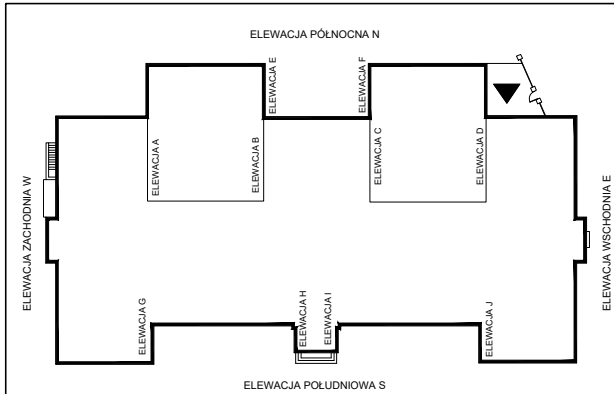 ELEWACJA PÓŁNOCNA N
ELEWACJA E
ELEWACJA F
ELEWACJA A
ELEWACJA B
ELEWACJA C
ELEWACJA D
ELEWACJA ZACHODNIA W
ELEWACJA WSCHODNIA E
ELEWACJA G
ELEWACJA H
ELEWACJA I
ELEWACJA J
ELEWACJA POŁUDNIOWA S